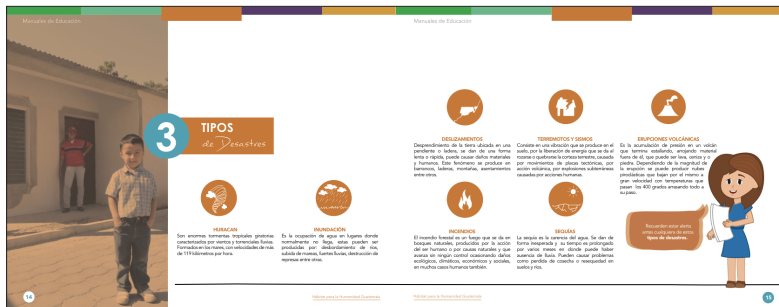 Manuales de Educación
3
TIPOS
de Desastres
HURACAN
Son enormes tormentas tropicales giratorias
caracterizadas por vientos y torrenciales lluvias.
Formados en los mares, con velocidades de más
de 119 kilómetros por hora.
INUNDACIÓN
Es la ocupación de agua en lugares donde
normalmente no llega, estas pueden ser
producidas por: desbordamiento de ríos,
subida de mareas, fuertes lluvias, destrucción de
represas entre otras.
14
Hábitat para la Humanidad Guatemala
Manuales de Educación
DESLIZAMIENTOS
Desprendimiento de la tierra ubicada en una
pendiente o ladera, se dan de una forma
lenta o rápida, puede causar daños materiales
y humanos. Este fenómeno se produce en
barrancos, laderas, montañas, asentamientos
entre otros.
TERREMOTOS Y SISMOS
Consiste en una vibración que se produce en el
suelo, por la liberación de energía que se da al
rozarse o quebrarse la corteza terrestre, causada
por movimientos de placas tectónicas, por
acción volcánica, por explosiones subterráneas
causadas por acciones humanas.
ERUPCIONES VOLCÁNICAS
Es la acumulación de presión en un volcán
que termina estallando, arrojando material
fuera de él, que puede ser lava, ceniza y o
piedra. Dependiendo de la magnitud de
la erupción se puede producir nubes
piroclásticas que bajan por el mismo a
gran velocidad con temperaturas que
pasan los 400 grados arrasando todo a
su paso.
INCENDIOS
El incendio forestal es un fuego que se da en
bosques naturales, producidos por la acción
del ser humano o por causas naturales y que
avanza sin ningún control ocasionando daños
ecológicos, climáticos, económicos y sociales,
en muchos casos humanos también.
SEQUÍAS
La sequía es la carencia del agua. Se dan de
forma inesperada y su tiempo es prolongado
por varios meses en donde puede haber
ausencia de lluvia. Pueden causar problemas
como perdida de cosecha o resequedad en
suelos y ríos.
Recuerden estar alerta
antes cualquiera de estos
tipos de desastres.
Hábitat para la Humanidad Guatemala
15